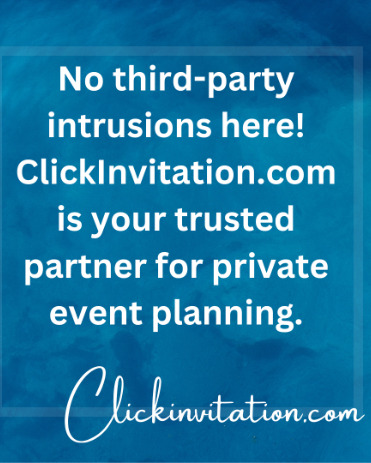 No third-party
intrusions here!
ClickInvitation.com
is your trusted
partner for private
event planning.
Clickinvitation.com